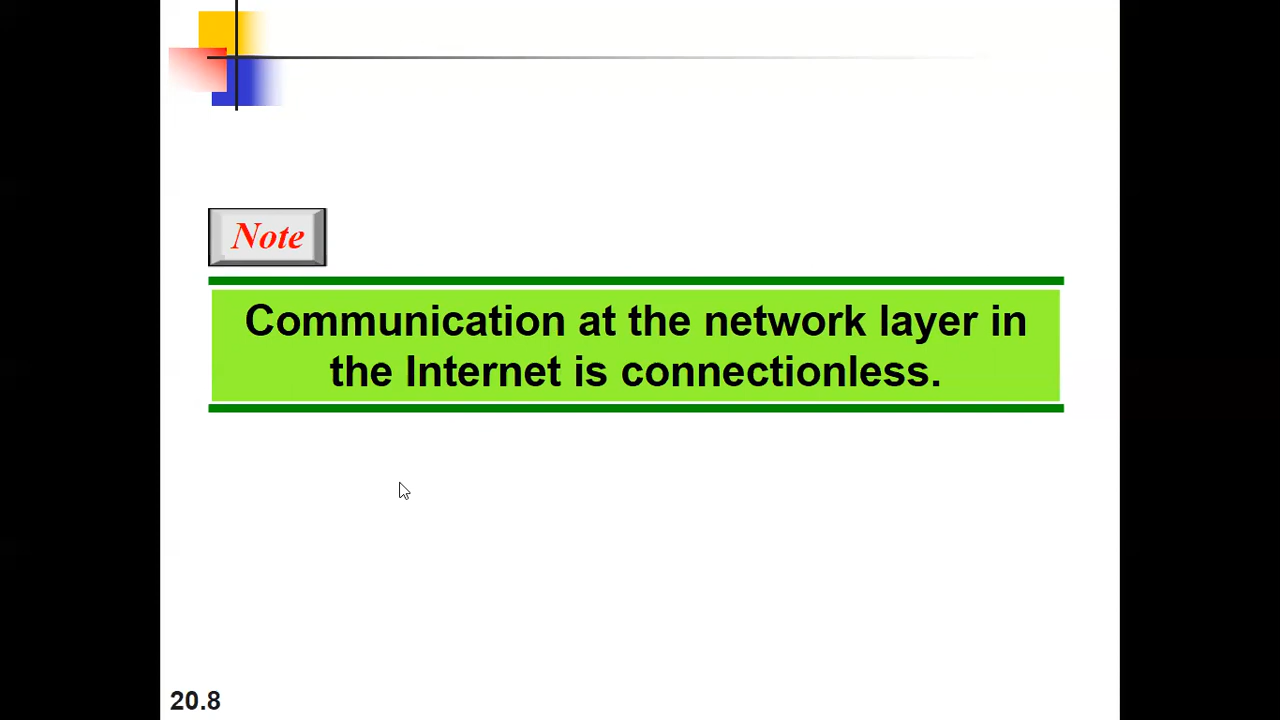 Note
Communication at the network layer in
the Internet is connectionless.
20.8